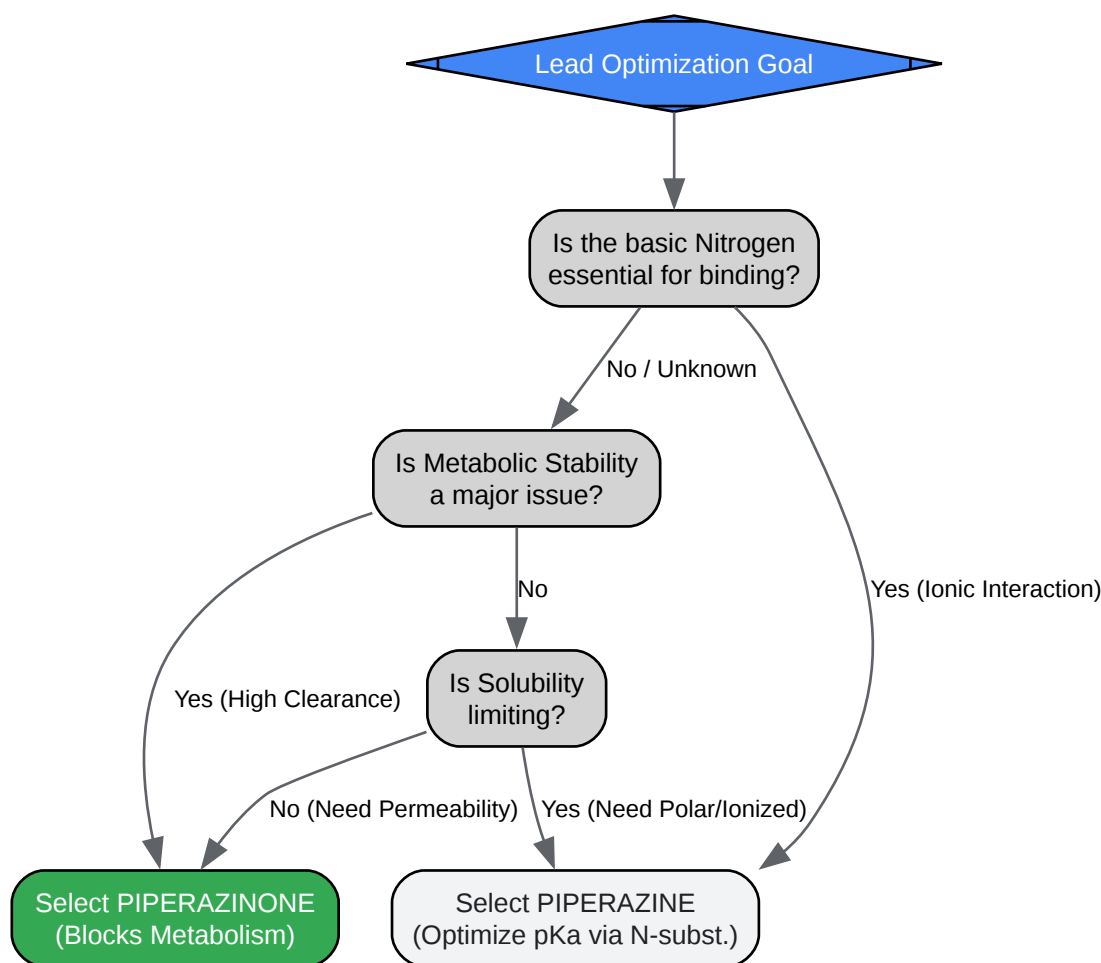 Lead Optimization Goal
Is the basic Nitrogen
essential for binding?
No / Unknown
Is Metabolic Stability
a major issue?
Yes (Ionic Interaction)
No
Is Solubility
limiting?
Yes (High Clearance)
No (Need Permeability)
Yes (Need Polar/Ionized)
Select PIPERAZINONE
(Blocks Metabolism)
Select PIPERAZINE
(Optimize pKa via N-subst.)